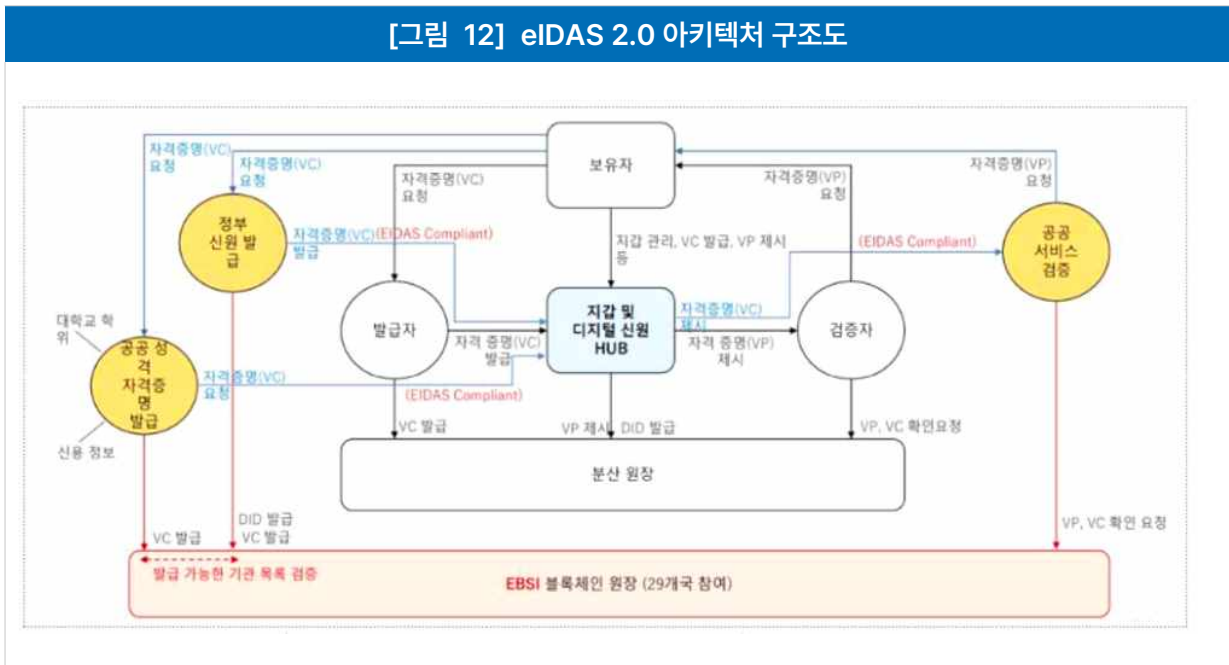 [그림 12] eIDAS 2.0 아키텍처 구조도
자격증명(VC)
요청
자격증명(VC)
요청
자격증명(VC)
요청
보유자
자격증명(VP)
요청
자격증명(VP)
요청
정부
신원 발
급
자격증명(VC)
발급
(EIDAS Compliant)
지갑 관리, VC 발급, VP 제시
등
(EIDAS Compliant)
공공
서비스
검증
대학교 학
위
발급자
지갑 및
디지털 신원
HUB
자격증명(VC)
제시
검증자
자격 증명(VC)
발급
자격 증명(VP)
제시
공공 성
격
자격증
명
발급
자격증명(VC)
요청
(EIDAS Compliant)
신용 정보
VC 발급
VP 제시
DID 발급
VP, VC 확인요청
분산 원장
VC 발급
DID 발급
VC 발급
VP, VC 확인 요청
발급 가능한 기관 목록 검증
EBSI 블록체인 원장 (29개국 참여)